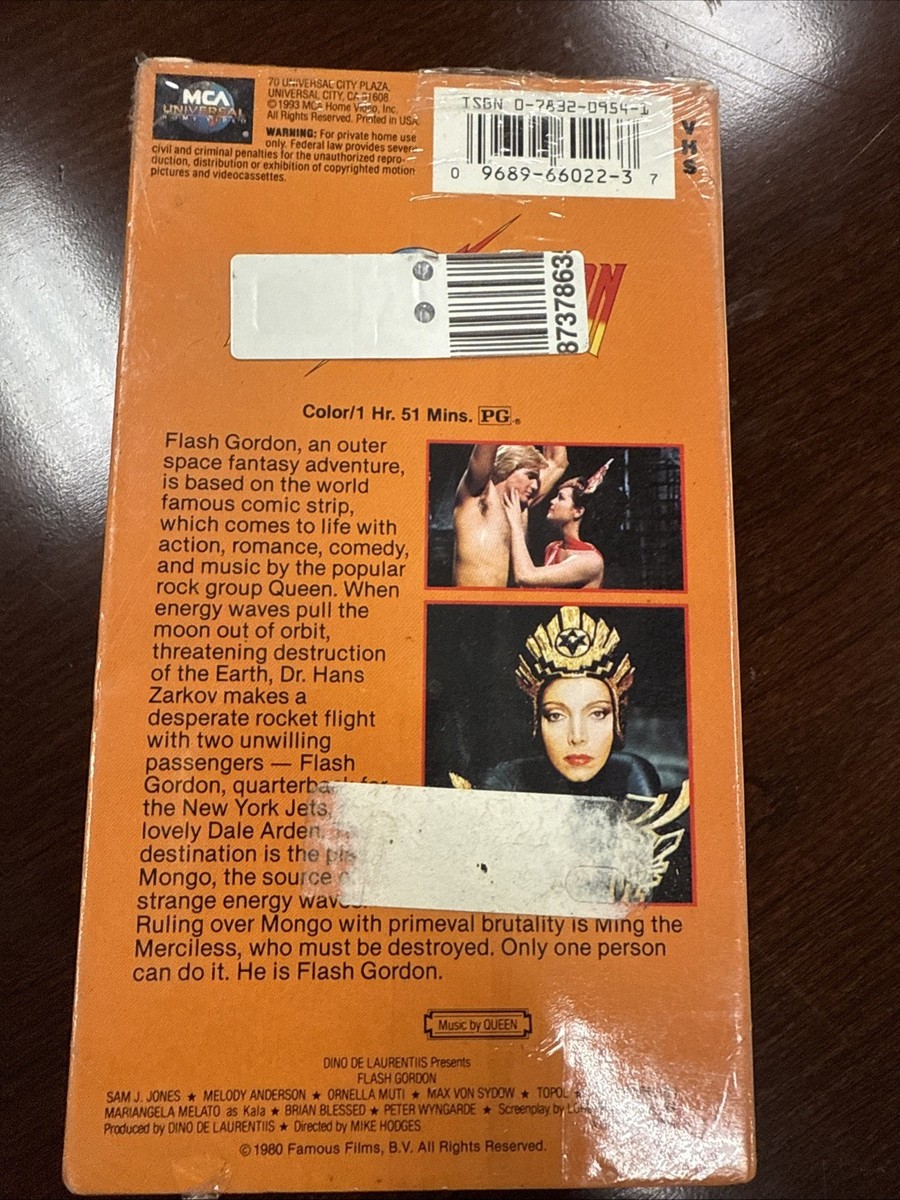 MCA
UNIVERSAL
HOME VIDEO
70 UNIVERSAL CITY PLAZA,
UNIVERSAL CITY, CA 91608
© 1993 MCA Home Video, Inc.
All Rights Reserved. Printed in USA
WARNING: For private home use
only. Federal law provides severe
civil and criminal penalties for the unauthorized repro-
duction, distribution or exhibition of copyrighted motion
pictures and videocassettes.
ISBN 0-7832-0954-1
0 9689-66022-3 7
VHS
8737863
Color/1 Hr. 51 Mins. PG ®
Flash Gordon, an outer
space fantasy adventure,
is based on the world
famous comic strip,
which comes to life with
action, romance, comedy,
and music by the popular
rock group Queen. When
energy waves pull the
moon out of orbit,
threatening destruction
of the Earth, Dr. Hans
Zarkov makes a
desperate rocket flight
with two unwilling
passengers — Flash
Gordon, quarterback for
the New York Jets,
lovely Dale Arden.
destination is the
Mongo, the source
strange energy waves.
Ruling over Mongo with primeval brutality is Ming the
Merciless, who must be destroyed. Only one person
can do it. He is Flash Gordon.
Music by QUEEN
DINO DE LAURENTIIS Presents
FLASH GORDON
SAM J. JONES ★ MELODY ANDERSON ★ ORNELLA MUTI ★ MAX VON SYDOW ★ TOPOL ★
MARIANGELA MELATO as Kala ★ BRIAN BLESSED ★ PETER WYNGARDE ★ Screenplay by
Produced by DINO DE LAURENTIIS ★ Directed by MIKE HODGES
© 1980 Famous Films, B.V. All Rights Reserved.